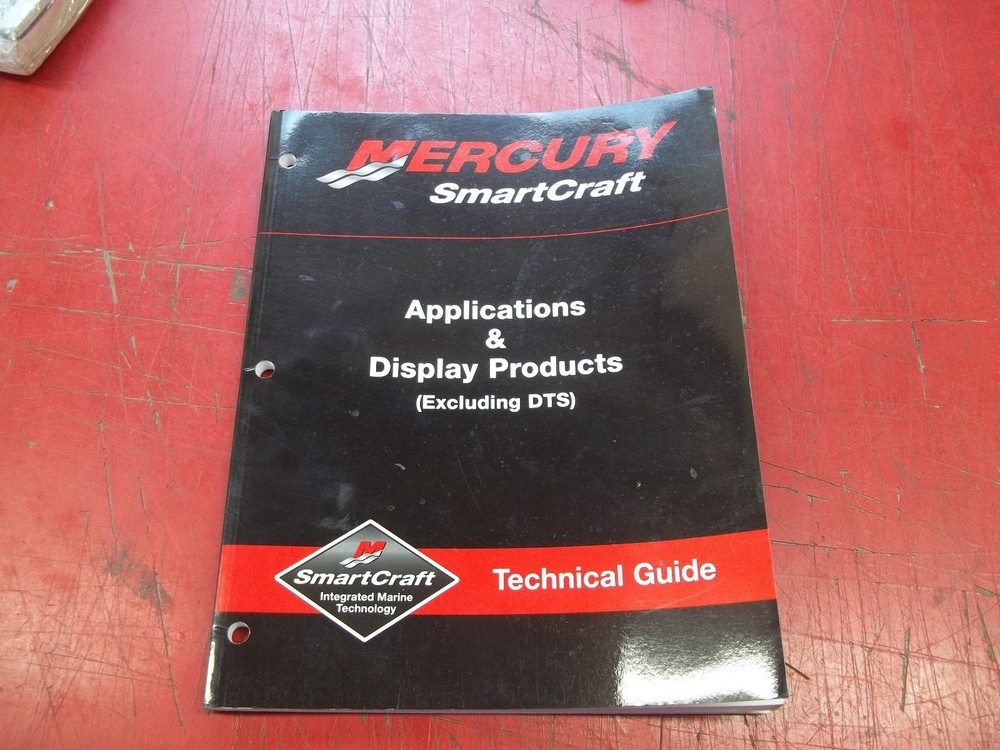 MERCURY
SmartCraft
Applications
&
Display Products
(Excluding DTS)
M
SmartCraft
Integrated Marine
Technology
Technical Guide